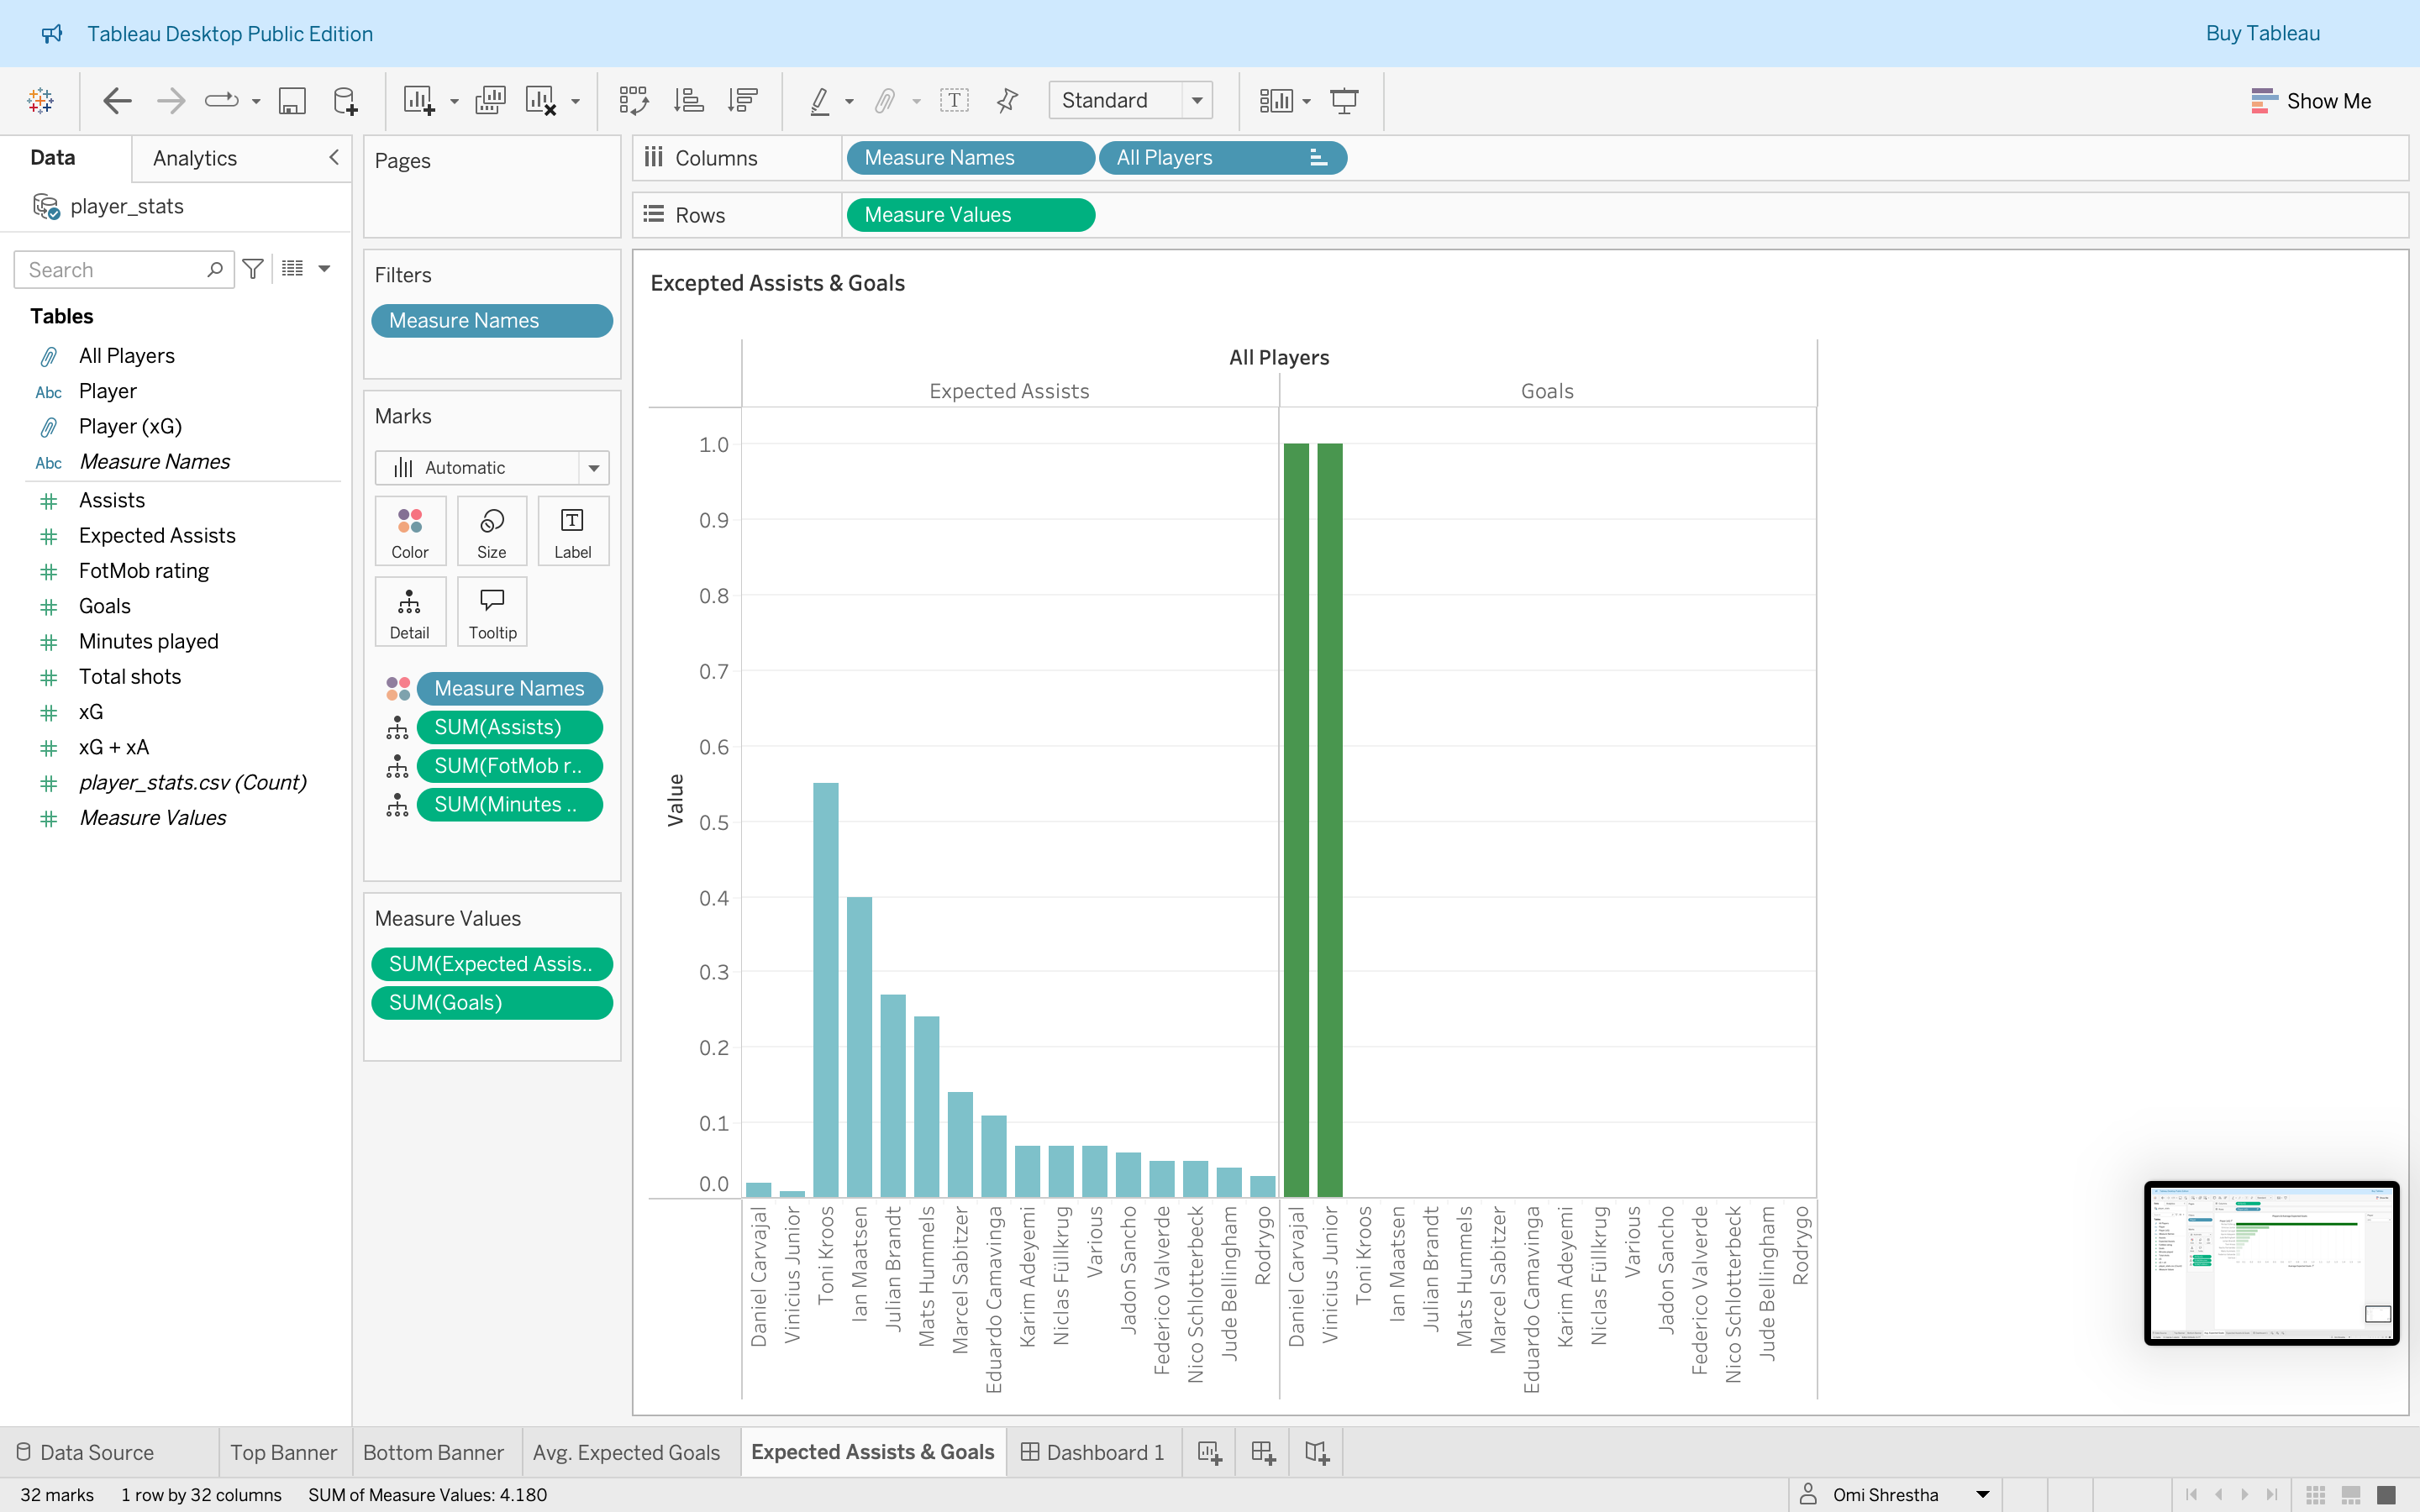 Tableau Desktop Public Edition
Buy Tableau
Standard
Show Me
Data
Analytics
player_stats
Search
Tables
All Players
Abc Player
Player (xG)
Abc Measure Names
Assists
Expected Assists
FotMob rating
Goals
Minutes played
Total shots
xG
xG + xA
player_stats.csv (Count)
Measure Values
Pages
Filters
Measure Names
Marks
Automatic
Color
Size
Label
Detail
Tooltip
Measure Names
SUM(Assists)
SUM(FotMob r..
SUM(Minutes ..
Measure Values
SUM(Expected Assis..
SUM(Goals)
Columns
Measure Names
All Players
Rows
Measure Values
Excepted Assists & Goals
All Players
Expected Assists
Goals
Value
1.0
0.9
0.8
0.7
0.6
0.5
0.4
0.3
0.2
0.1
0.0
Daniel Carvajal
Vinicius Junior
Toni Kroos
Ian Maatsen
Julian Brandt
Mats Hummels
Marcel Sabitzer
Eduardo Camavinga
Karim Adeyemi
Niclas Füllkrug
Various
Jadon Sancho
Federico Valverde
Nico Schlotterbeck
Jude Bellingham
Rodrygo
Daniel Carvajal
Vinicius Junior
Toni Kroos
Ian Maatsen
Julian Brandt
Mats Hummels
Marcel Sabitzer
Eduardo Camavinga
Karim Adeyemi
Niclas Füllkrug
Various
Jadon Sancho
Federico Valverde
Nico Schlotterbeck
Jude Bellingham
Rodrygo
Data Source
Top Banner
Bottom Banner
Avg. Expected Goals
Expected Assists & Goals
Dashboard 1
32 marks
1 row by 32 columns
SUM of Measure Values: 4.180
Omi Shrestha